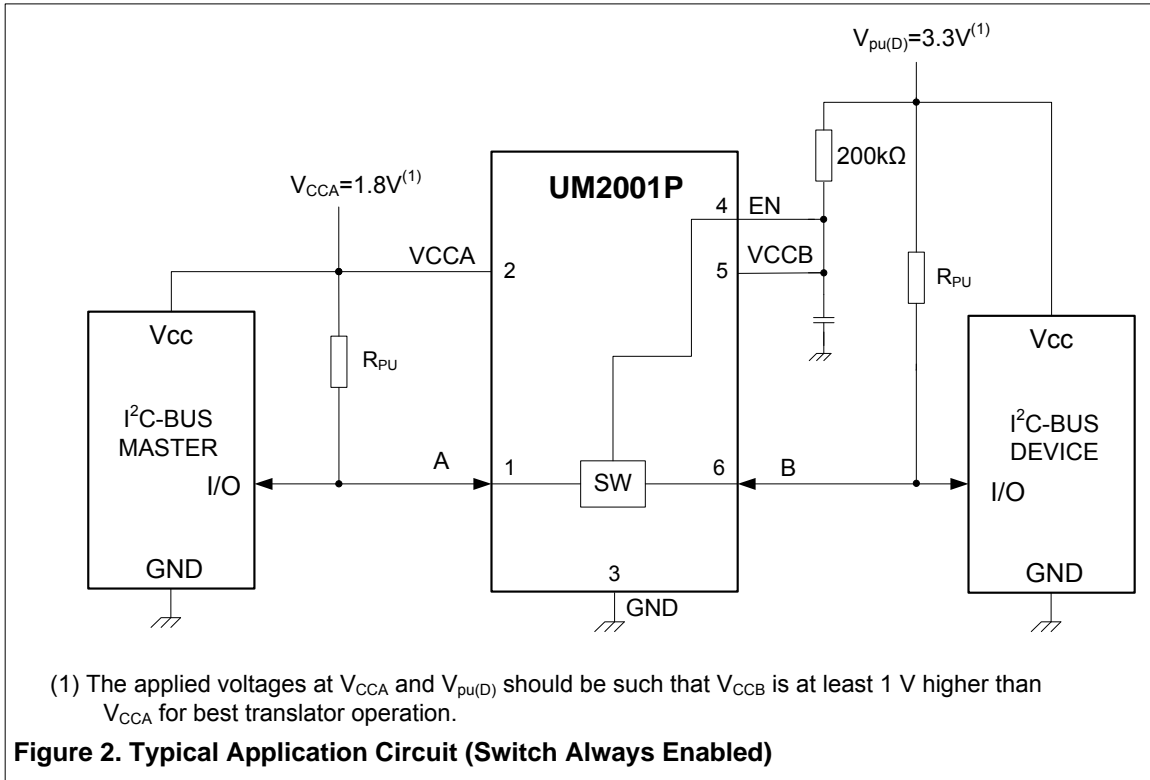 V_pu(D)=3.3V^(1)
200kΩ
UM2001P
V_CCA=1.8V^(1)
4 EN
VCCA
2
5 VCCB
R_PU
Vcc
R_PU
Vcc
I²C-BUS
MASTER
I²C-BUS
DEVICE
A
1
SW
6
B
I/O
I/O
GND
3
GND
GND
(1) The applied voltages at V_CCA and V_pu(D) should be such that V_CCB is at least 1 V higher than
V_CCA for best translator operation.
Figure 2. Typical Application Circuit (Switch Always Enabled)